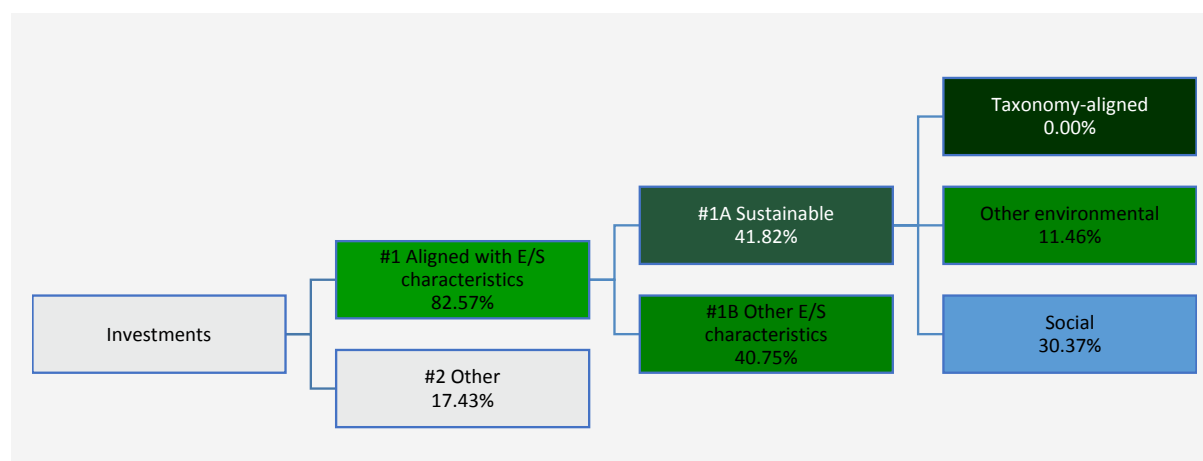 Investments
#1 Aligned with E/S
characteristics
82.57%
#2 Other
17.43%
#1A Sustainable
41.82%
#1B Other E/S
characteristics
40.75%
Taxonomy-aligned
0.00%
Other environmental
11.46%
Social
30.37%